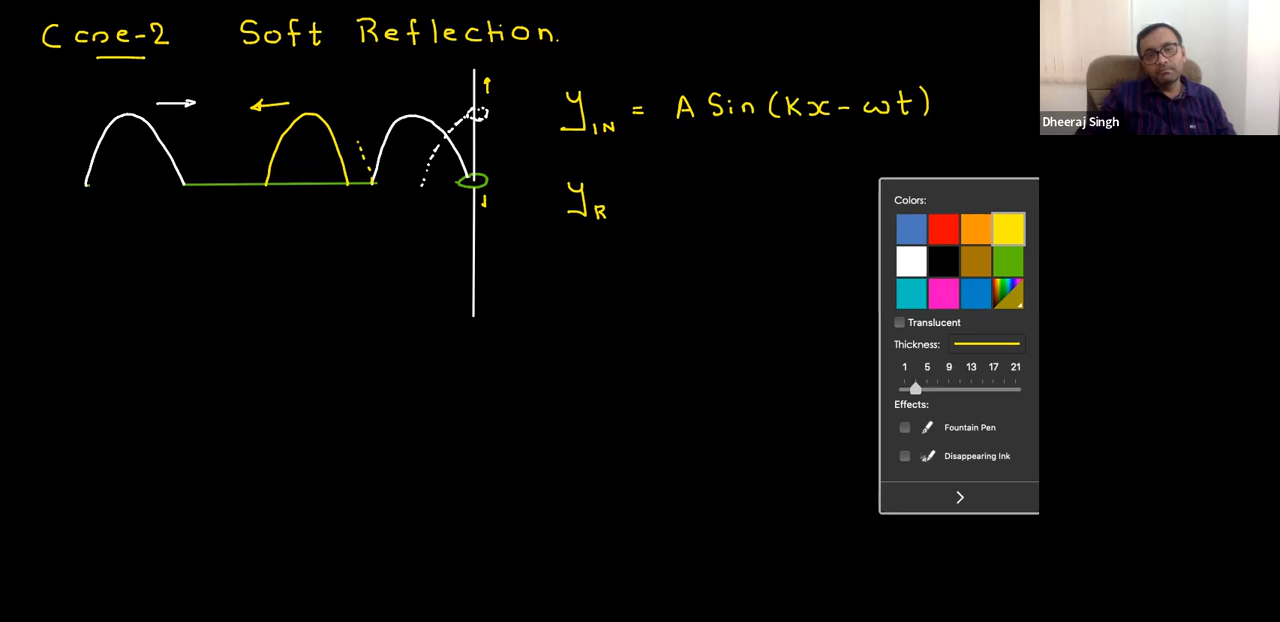 Case-2 Soft Reflection.
y_IN = A Sin(Kx - ωt)
y_R
Dheeraj Singh
Colors:
Translucent
Thickness:
1 5 9 13 17 21
Effects:
Fountain Pen
Disappearing Ink